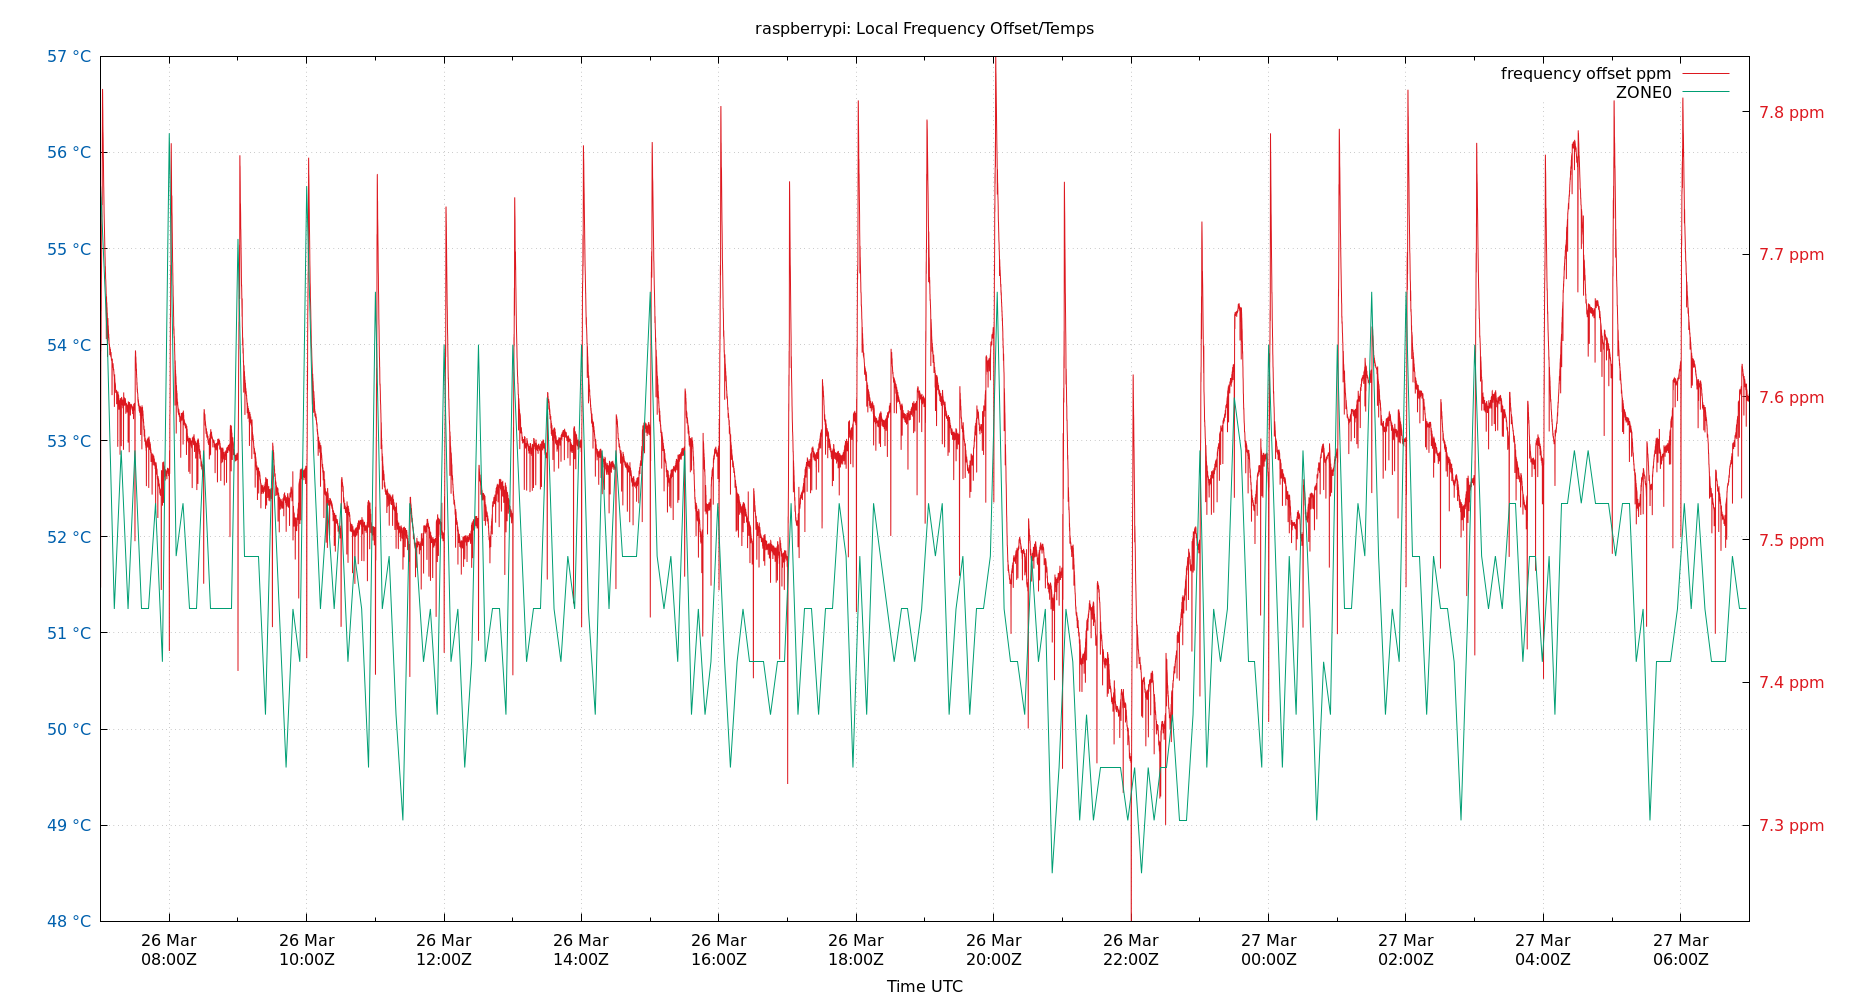 raspberrypi: Local Frequency Offset/Temps
57 °C
56 °C
55 °C
54 °C
53 °C
52 °C
51 °C
50 °C
49 °C
48 °C
frequency offset ppm
ZONE0
7.8 ppm
7.7 ppm
7.6 ppm
7.5 ppm
7.4 ppm
7.3 ppm
26 Mar
08:00Z
26 Mar
10:00Z
26 Mar
12:00Z
26 Mar
14:00Z
26 Mar
16:00Z
26 Mar
18:00Z
26 Mar
20:00Z
26 Mar
22:00Z
27 Mar
00:00Z
27 Mar
02:00Z
27 Mar
04:00Z
27 Mar
06:00Z
Time UTC